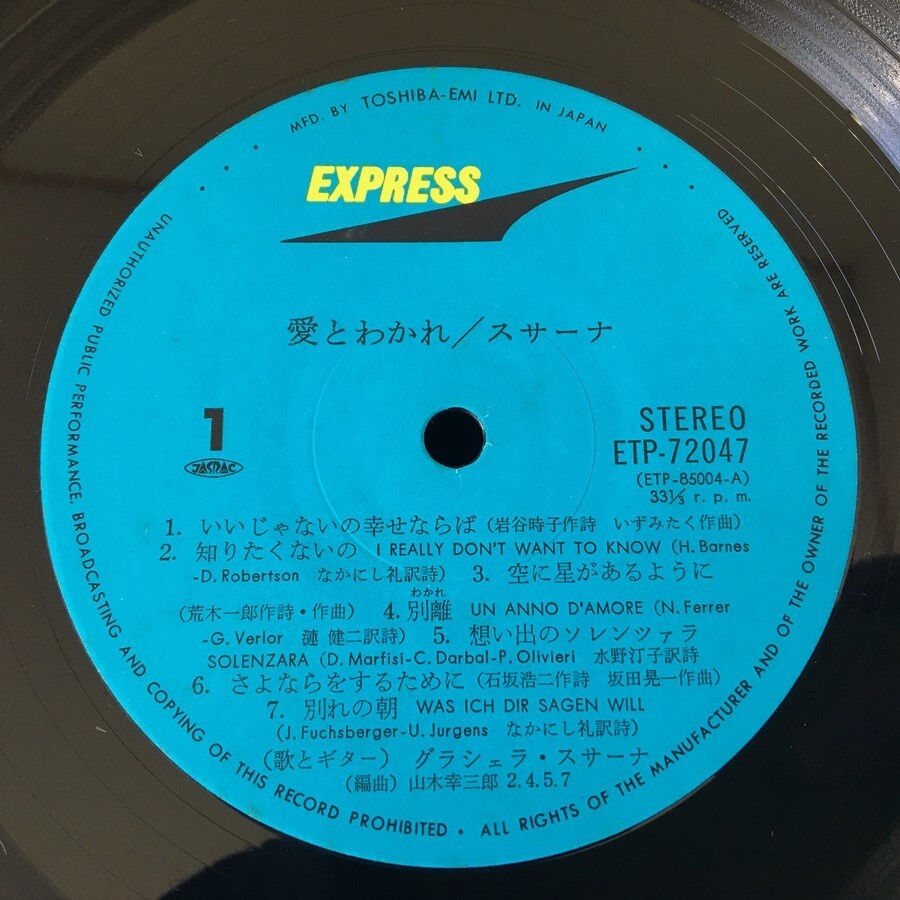 MFD. BY TOSHIBA-EMI LTD. IN JAPAN
EXPRESS
愛とわかれ/スサーナ
1
JASRAC
STEREO
ETP-72047
(ETP-85004-A)
33⅓ r. p. m.
1. いいじゃないの幸せならば(岩谷時子作詩 いずみたく作曲)
2. 知りたくないの I REALLY DON'T WANT TO KNOW (H. Barnes
-D. Robertson なかにし礼訳詩) 3. 空に星があるように
わかれ
(荒木一郎作詩・作曲) 4. 別離 UN ANNO D'AMORE (N. Ferrer
-G. Verlor 漣 健二訳詩) 5. 想い出のソレンツァラ
SOLENZARA (D. Marfisi-C. Darbal-P. Olivieri 水野汀子訳詩
6. さよならをするために(石坂浩二作詩 坂田晃一作曲)
7. 別れの朝 WAS ICH DIR SAGEN WILL
(J. Fuchsberger-U. Jurgens なかにし礼訳詩)
(歌とギター) グラシェラ・スサーナ
(編曲) 山木幸三郎 2.4.5.7
UNAUTHORIZED PUBLIC PERFORMANCE, BROADCASTING AND COPYING OF THIS RECORD PROHIBITED • ALL RIGHTS OF THE MANUFACTURER AND OF THE OWNER OF THE RECORDED WORK ARE RESERVED